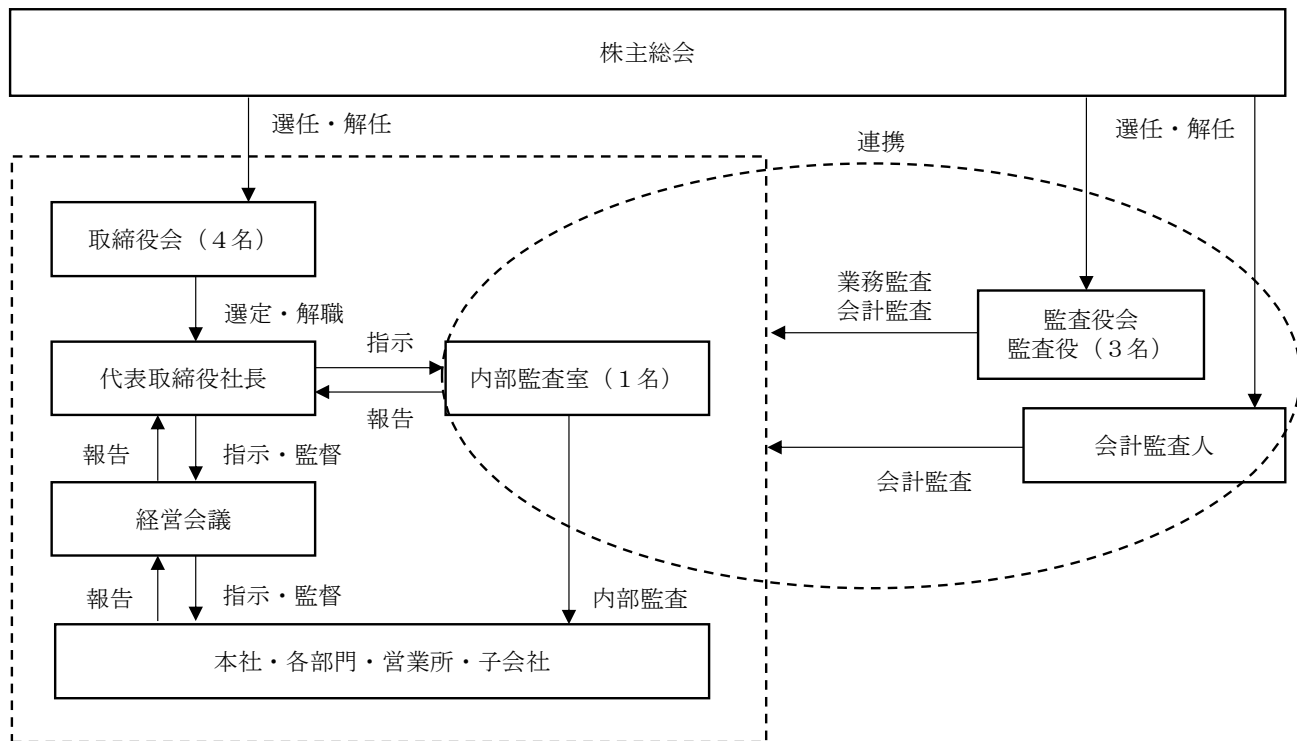 株主総会
選任・解任
選任・解任
連携
取締役会（４名）
選定・解職
業務監査
会計監査
監査役会
監査役（３名）
代表取締役社長
指示
報告
内部監査室（１名）
会計監査人
会計監査
報告
指示・監督
経営会議
報告
指示・監督
内部監査
本社・各部門・営業所・子会社